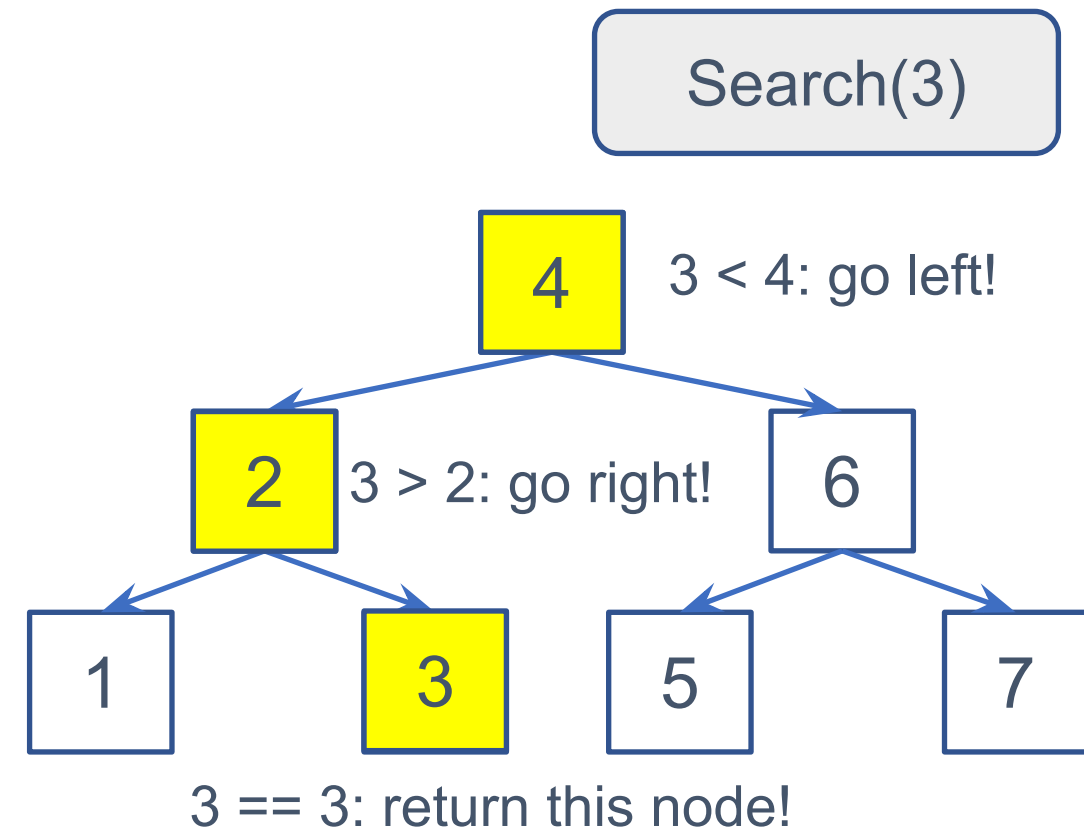 Search(3)
4
3 < 4: go left!
2
3 > 2: go right!
6
1
3
5
7
3 == 3: return this node!